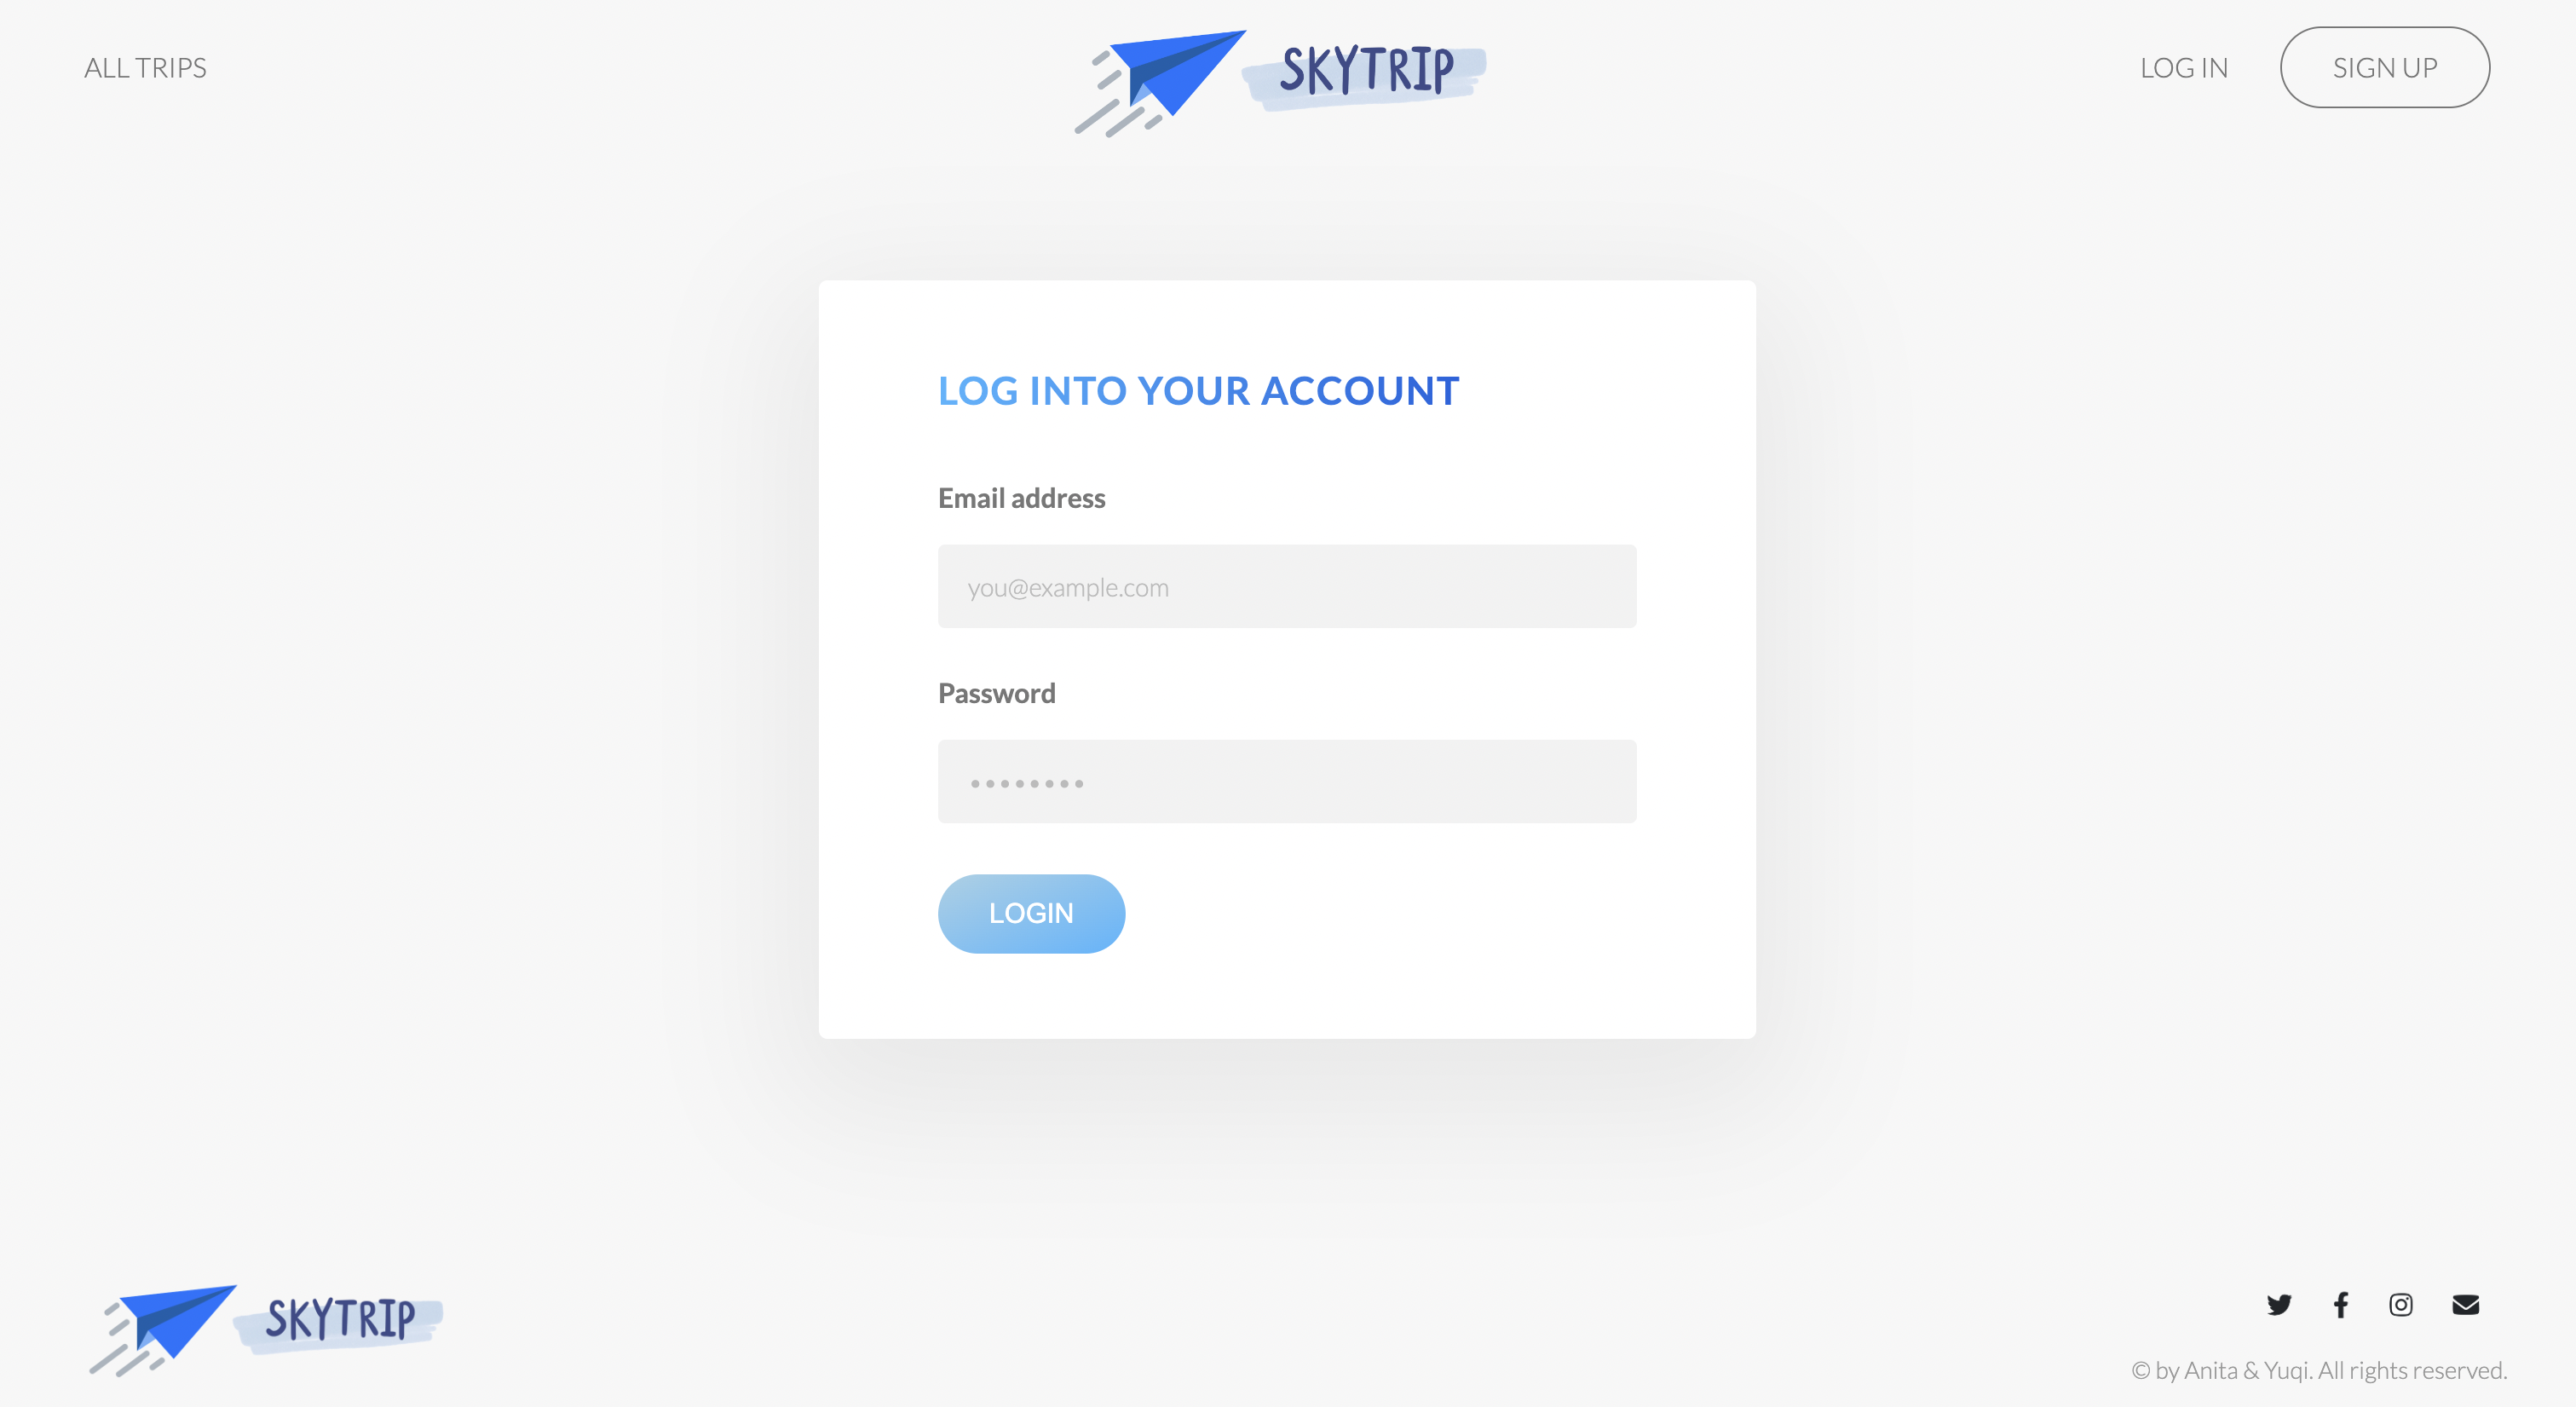 ALL TRIPS
SKYTRIP
LOG IN
SIGN UP
LOG INTO YOUR ACCOUNT
Email address
you@example.com
Password
••••••••
LOGIN
SKYTRIP
© by Anita & Yuqi. All rights reserved.